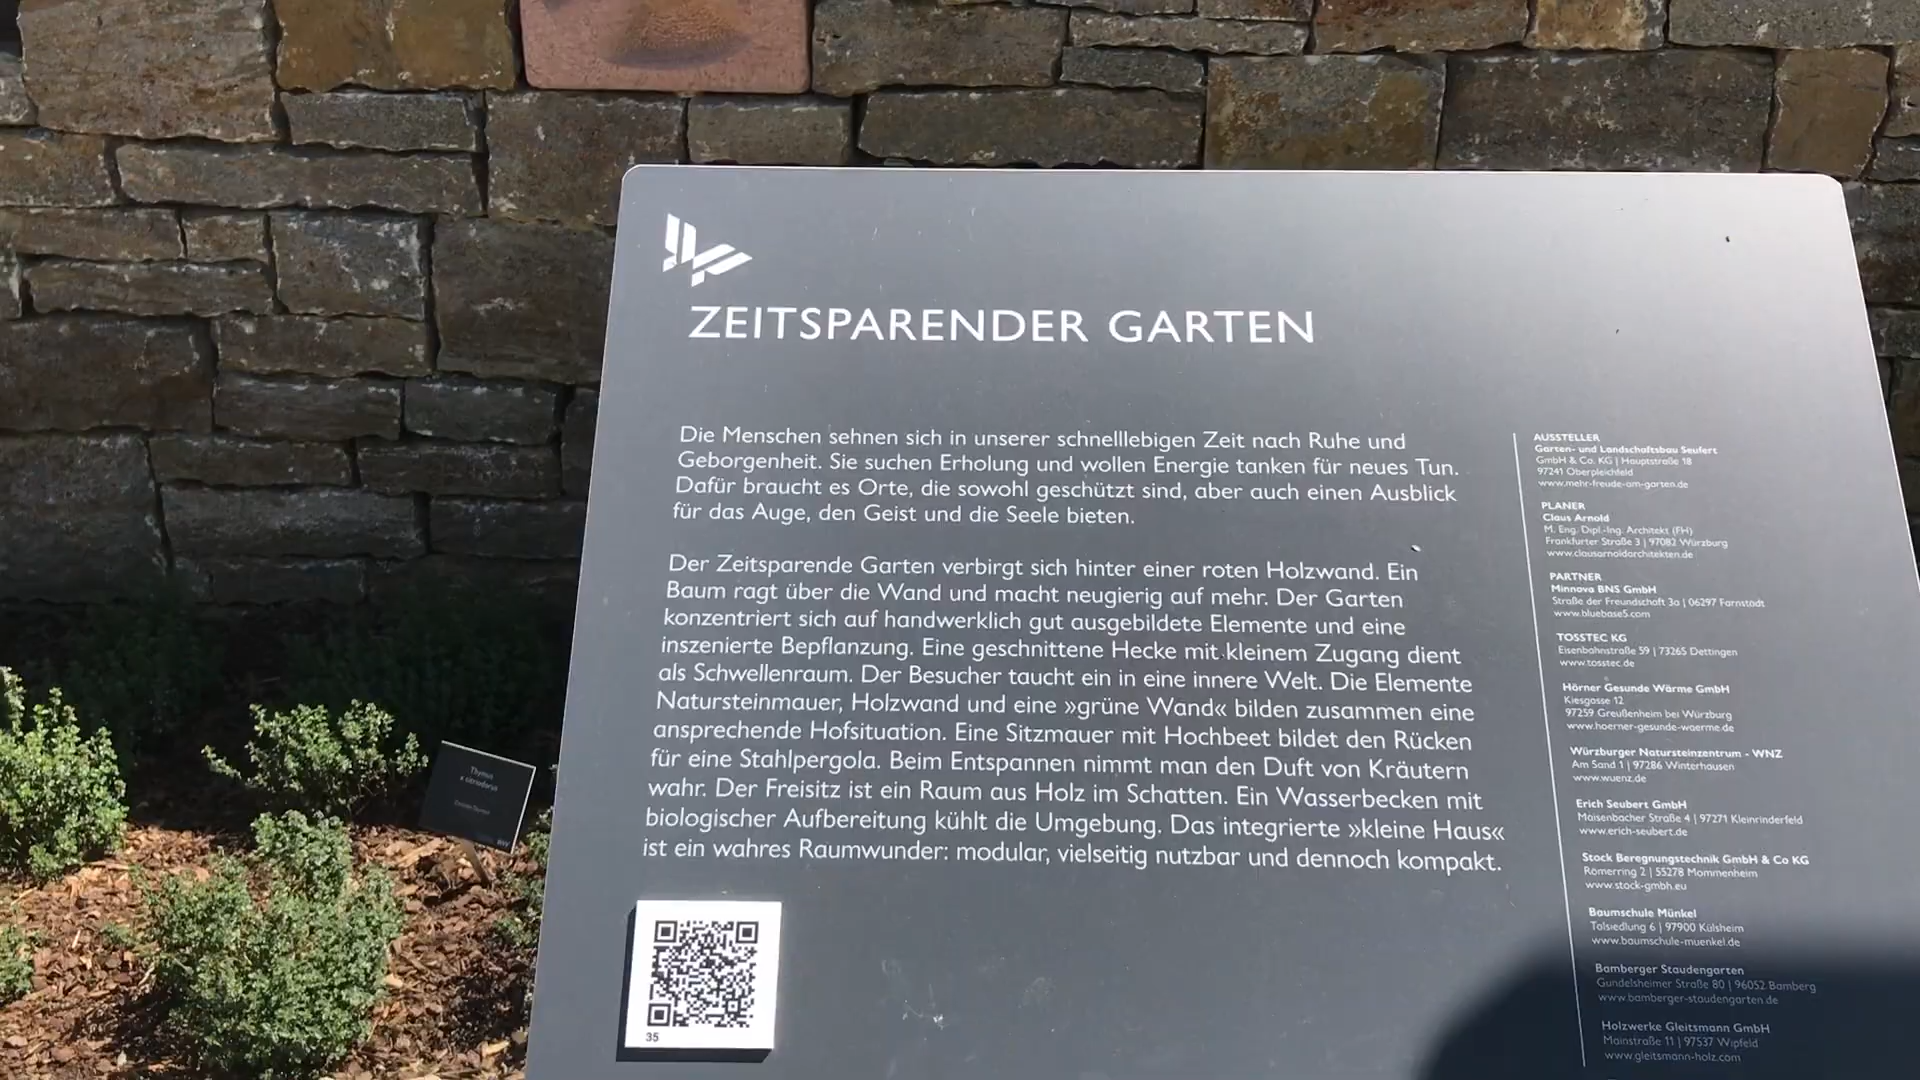 ZEITSPARENDER GARTEN
Die Menschen sehnen sich in unserer schnelllebigen Zeit nach Ruhe und
Geborgenheit. Sie suchen Erholung und wollen Energie tanken für neues Tun.
Dafür braucht es Orte, die sowohl geschützt sind, aber auch einen Ausblick
für das Auge, den Geist und die Seele bieten.
Der Zeitsparende Garten verbirgt sich hinter einer roten Holzwand. Ein
Baum ragt über die Wand und macht neugierig auf mehr. Der Garten
konzentriert sich auf handwerklich gut ausgebildete Elemente und eine
inszenierte Bepflanzung. Eine geschnittene Hecke mit kleinem Zugang dient
als Schwellenraum. Der Besucher taucht ein in eine innere Welt. Die Elemente
Natursteinmauer, Holzwand und eine »grüne Wand« bilden zusammen eine
ansprechende Hofsituation. Eine Sitzmauer mit Hochbeet bildet den Rücken
für eine Stahlpergola. Beim Entspannen nimmt man den Duft von Kräutern
wahr. Der Freisitz ist ein Raum aus Holz im Schatten. Ein Wasserbecken mit
biologischer Aufbereitung kühlt die Umgebung. Das integrierte »kleine Haus«
ist ein wahres Raumwunder: modular, vielseitig nutzbar und dennoch kompakt.
35
AUSSTELLER
Garten- und Landschaftsbau Seufert
GmbH & Co. KG | Hauptstraße 18
97241 Oberpleichfeld
www.mehr-freude-am-garten.de
PLANER
Claus Arnold
M. Eng. Dipl.-Ing. Architekt (FH)
Frankfurter Straße 3 | 97082 Würzburg
www.clausarnoldarchitekten.de
PARTNER
Minnova BNS GmbH
Straße der Freundschaft 3a | 06297 Farnstädt
www.bluebase5.com
TOSSTEC KG
Eisenbahnstraße 59 | 73265 Dettingen
www.tosstec.de
Hörner Gesunde Wärme GmbH
Kiesgasse 12
97259 Greußenheim bei Würzburg
www.hoerner-gesunde-waerme.de
Würzburger Natursteinzentrum - WNZ
Am Sand 1 | 97286 Winterhausen
www.wuenz.de
Erich Seubert GmbH
Maisenbacher Straße 4 | 97271 Kleinrinderfeld
www.erich-seubert.de
Stock Beregnungstechnik GmbH & Co KG
Römerring 2 | 55278 Mommenheim
www.stock-gmbh.eu
Baumschule Münkel
Talsiedlung 6 | 97900 Külsheim
www.baumschule-muenkel.de
Bamberger Staudengarten
Gundelsheimer Straße 80 | 96052 Bamberg
www.bamberger-staudengarten.de
Holzwerke Gleitsmann GmbH
Mainstraße 11 | 97537 Wipfeld
www.gleitsmann-holz.com
Thymus
x citriodorus